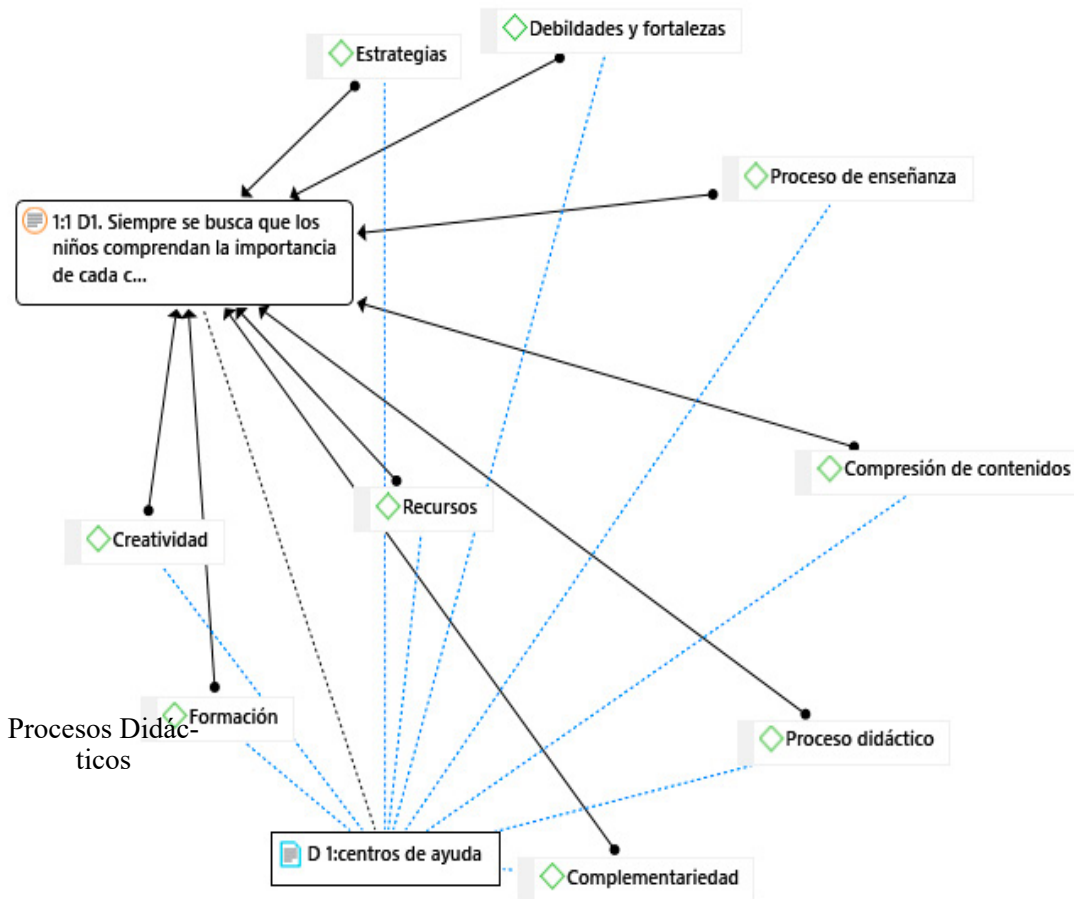 Debildades y fortalezas
Estrategias
Proceso de enseñanza
1:1 D1. Siempre se busca que los
niños comprendan la importancia
de cada c...
Compresión de contenidos
Recursos
Creatividad
Formación
Procesos Didác-
ticos
Proceso didáctico
D 1:centros de ayuda
Complementariedad